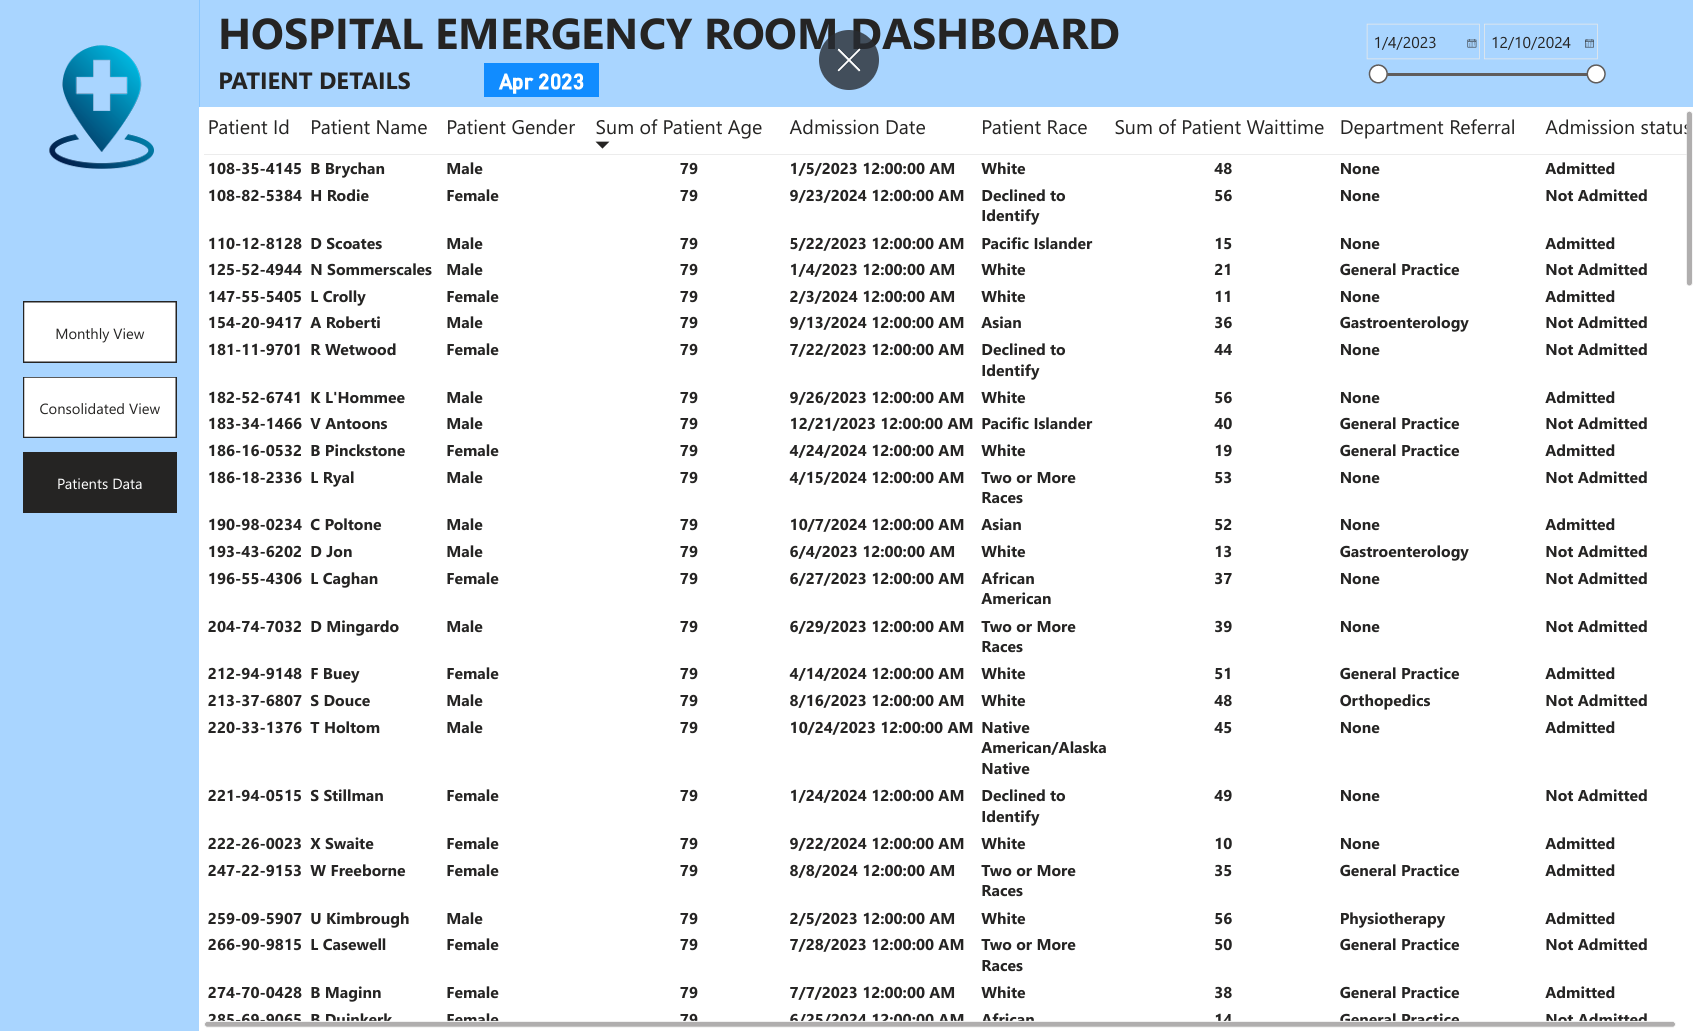 HOSPITAL EMERGENCY ROOM DASHBOARD
PATIENT DETAILS
Apr 2023
1/4/2023 12/10/2024
Monthly View
Consolidated View
Patients Data
Patient Id Patient Name Patient Gender Sum of Patient Age Admission Date Patient Race Sum of Patient Waittime Department Referral Admission status
108-35-4145 B Brychan Male 79 1/5/2023 12:00:00 AM White 48 None Admitted
108-82-5384 H Rodie Female 79 9/23/2024 12:00:00 AM Declined to 56 None Not Admitted
Identify
110-12-8128 D Scoates Male 79 5/22/2023 12:00:00 AM Pacific Islander 15 None Admitted
125-52-4944 N Sommerscales Male 79 1/4/2023 12:00:00 AM White 21 General Practice Not Admitted
147-55-5405 L Crolly Female 79 2/3/2024 12:00:00 AM White 11 None Admitted
154-20-9417 A Roberti Male 79 9/13/2024 12:00:00 AM Asian 36 Gastroenterology Not Admitted
181-11-9701 R Wetwood Female 79 7/22/2023 12:00:00 AM Declined to 44 None Not Admitted
Identify
182-52-6741 K L'Hommee Male 79 9/26/2023 12:00:00 AM White 56 None Admitted
183-34-1466 V Antoons Male 79 12/21/2023 12:00:00 AM Pacific Islander 40 General Practice Not Admitted
186-16-0532 B Pinckstone Female 79 4/24/2024 12:00:00 AM White 19 General Practice Admitted
186-18-2336 L Ryal Male 79 4/15/2024 12:00:00 AM Two or More 53 None Not Admitted
Races
190-98-0234 C Poltone Male 79 10/7/2024 12:00:00 AM Asian 52 None Admitted
193-43-6202 D Jon Male 79 6/4/2023 12:00:00 AM White 13 Gastroenterology Not Admitted
196-55-4306 L Caghan Female 79 6/27/2023 12:00:00 AM African 37 None Not Admitted
American
204-74-7032 D Mingardo Male 79 6/29/2023 12:00:00 AM Two or More 39 None Not Admitted
Races
212-94-9148 F Buey Female 79 4/14/2024 12:00:00 AM White 51 General Practice Admitted
213-37-6807 S Douce Male 79 8/16/2023 12:00:00 AM White 48 Orthopedics Not Admitted
220-33-1376 T Holtom Male 79 10/24/2023 12:00:00 AM Native 45 None Admitted
American/Alaska
Native
221-94-0515 S Stillman Female 79 1/24/2024 12:00:00 AM Declined to 49 None Not Admitted
Identify
222-26-0023 X Swaite Female 79 9/22/2024 12:00:00 AM White 10 None Admitted
247-22-9153 W Freeborne Female 79 8/8/2024 12:00:00 AM Two or More 35 General Practice Admitted
Races
259-09-5907 U Kimbrough Male 79 2/5/2023 12:00:00 AM White 56 Physiotherapy Admitted
266-90-9815 L Casewell Female 79 7/28/2023 12:00:00 AM Two or More 50 General Practice Not Admitted
Races
274-70-0428 B Maginn Female 79 7/7/2023 12:00:00 AM White 38 General Practice Admitted
285-69-9065 B Duinkerk Female 79 6/25/2024 12:00:00 AM African 14 General Practice Not Admitted